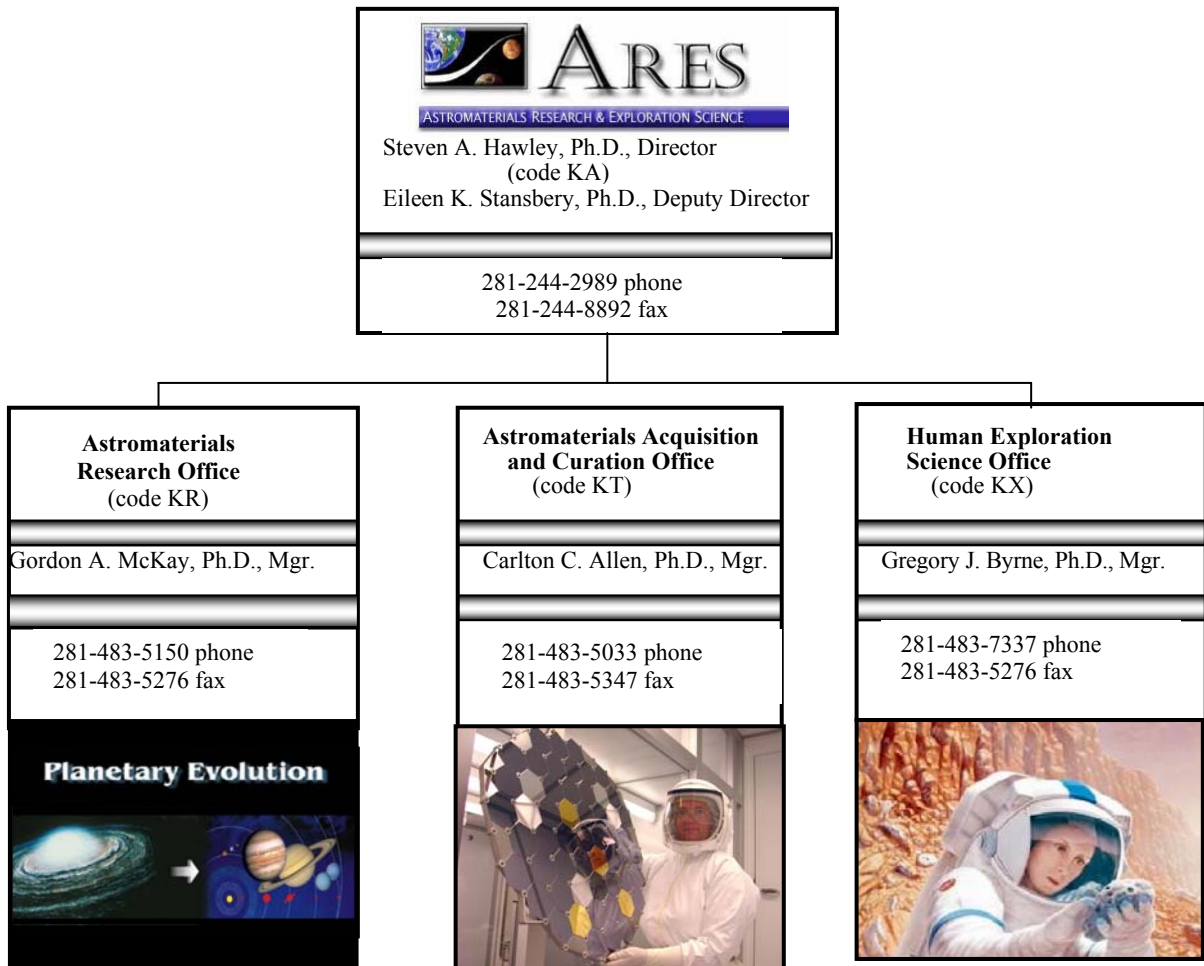 ARES
ASTROMATERIALS RESEARCH & EXPLORATION SCIENCE
Steven A. Hawley, Ph.D., Director
(code KA)
Eileen K. Stansbery, Ph.D., Deputy Director
281-244-2989 phone
281-244-8892 fax
Astromaterials
Research Office
(code KR)
Gordon A. McKay, Ph.D., Mgr.
281-483-5150 phone
281-483-5276 fax
Planetary Evolution
Astromaterials Acquisition
and Curation Office
(code KT)
Carlton C. Allen, Ph.D., Mgr.
281-483-5033 phone
281-483-5347 fax
Human Exploration
Science Office
(code KX)
Gregory J. Byrne, Ph.D., Mgr.
281-483-7337 phone
281-483-5276 fax